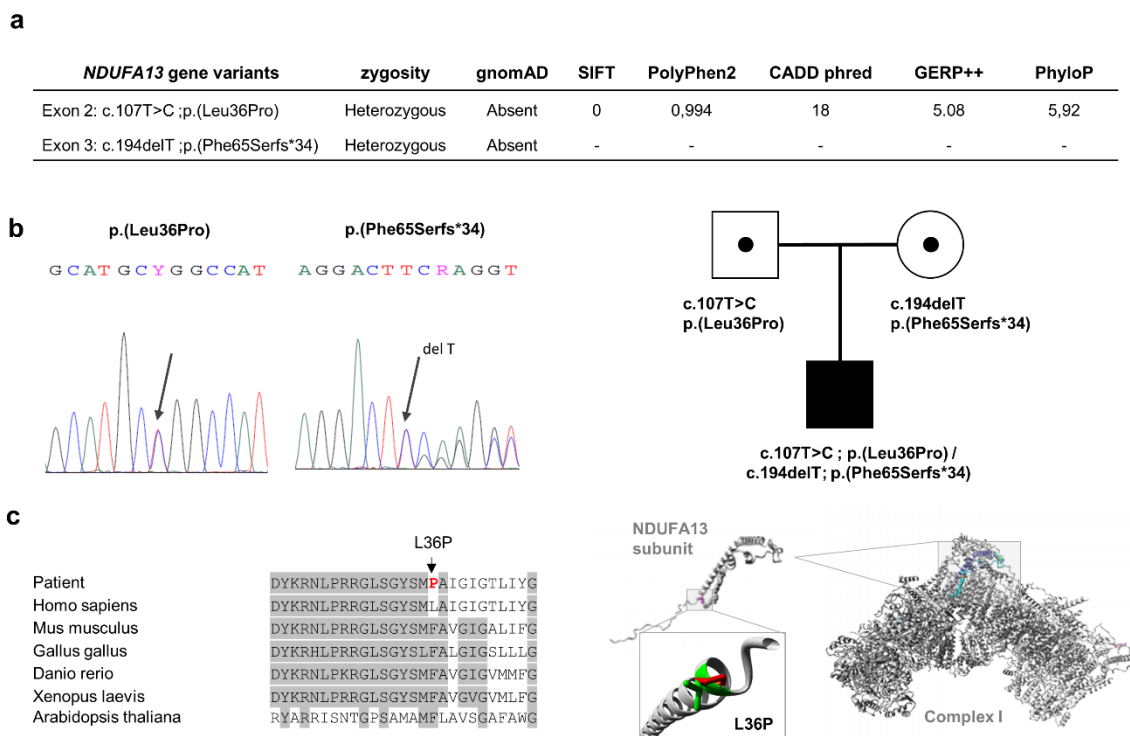 a
NDUFA13 gene variants zygosity gnomAD SIFT PolyPhen2 CADD phred GERP++ PhyloP
Exon 2: c.107T>C ;p.(Leu36Pro) Heterozygous Absent 0 0,994 18 5.08 5,92
Exon 3: c.194delT ;p.(Phe65Serfs*34) Heterozygous Absent - - - - -
b
p.(Leu36Pro) p.(Phe65Serfs*34)
GCATGCYGGCCAT AGGACTTCRAGGT
del T
c.107T>C
p.(Leu36Pro)
c.194delT
p.(Phe65Serfs*34)
c.107T>C ; p.(Leu36Pro) /
c.194delT; p.(Phe65Serfs*34)
c
L36P
Patient DYKRNLPRRGLSGYSMPAIGIGTLIYG
Homo sapiens DYKRNLPRRGLSGYSMLAIGIGTLIYG
Mus musculus DYKRNLPRRGLSGYSMFAVGIGALIFG
Gallus gallus DYKRHLPRRGLSGYSLFALGIGSLLLG
Danio rerio DYKRNLPKRGLSGYSMFAIGIGVMMFG
Xenopus laevis DYKRNLPRRGLSGYSMFAVGVGVMLFG
Arabidopsis thaliana RYARRISNTGPSAMAMFLAVSGAFAWG
NDUFA13
subunit
L36P
Complex I